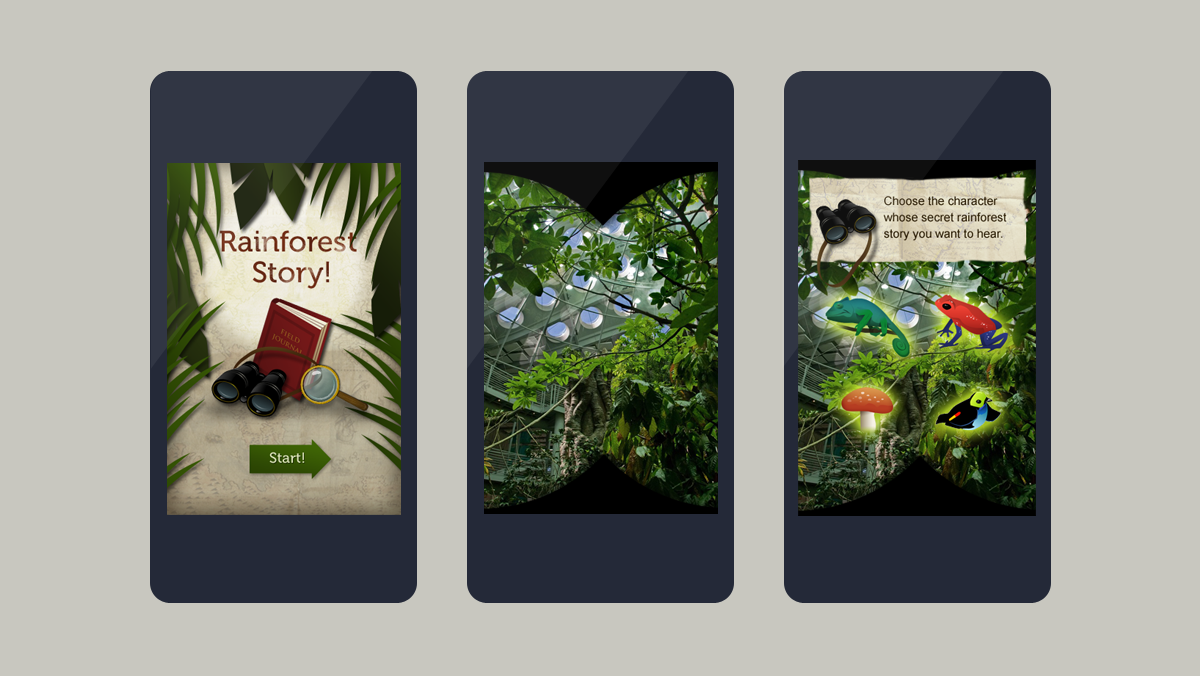 Rainforest
Story!
FIELD
JOURNAL
Start!
Choose the character
whose secret rainforest
story you want to hear.